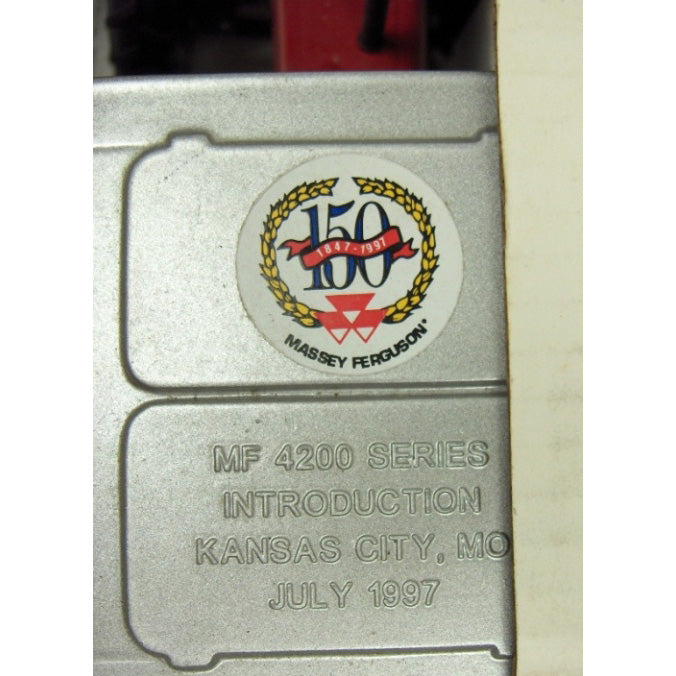 150
1847-1997
MASSEY FERGUSON
MF 4200 SERIES
INTRODUCTION
KANSAS CITY, MO
JULY 1997